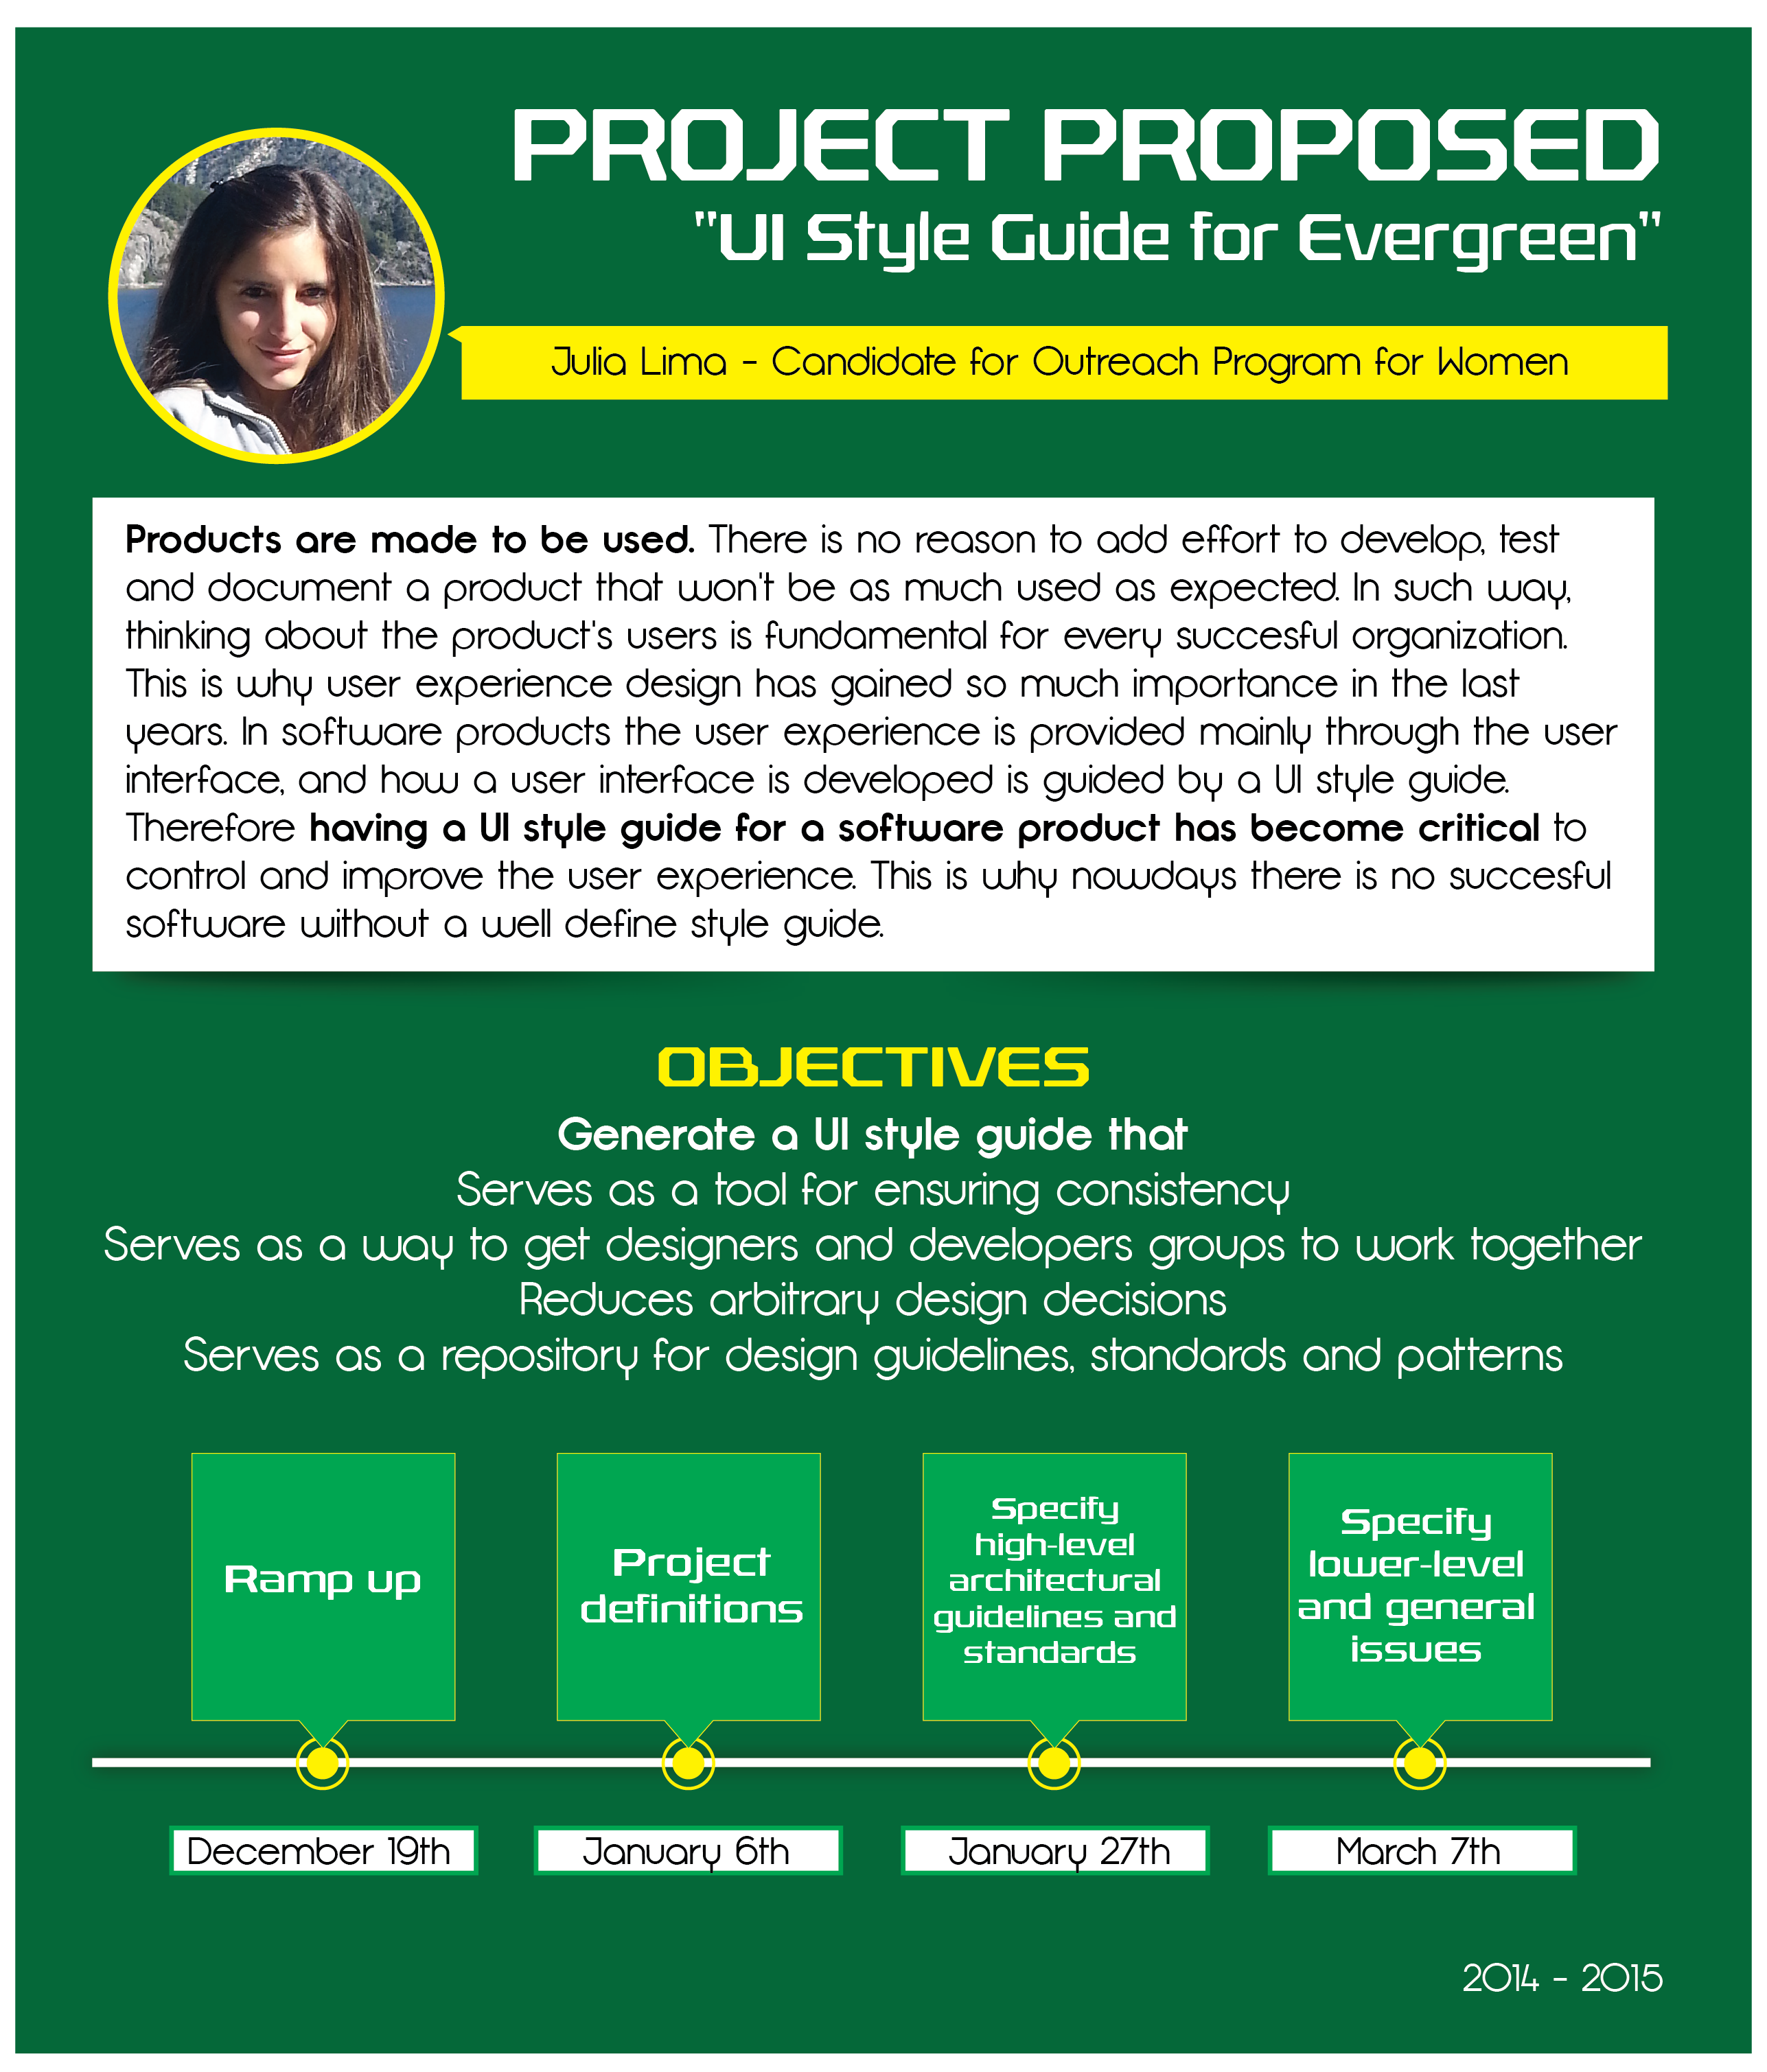 PROJECT PROPOSED
"UI Style Guide for Evergreen"
Julia Lima - Candidate for Outreach Program for Women
Products are made to be used. There is no reason to add effort to develop, test
and document a product that won't be as much used as expected. In such way,
thinking about the product's users is fundamental for every succesful organization.
This is why user experience design has gained so much importance in the last
years. In software products the user experience is provided mainly through the user
interface, and how a user interface is developed is guided by a UI style guide.
Therefore having a UI style guide for a software product has become critical to
control and improve the user experience. This is why nowdays there is no succesful
software without a well define style guide.
OBJECTIVES
Generate a UI style guide that
Serves as a tool for ensuring consistency
Serves as a way to get designers and developers groups to work together
Reduces arbitrary design decisions
Serves as a repository for design guidelines, standards and patterns
Ramp up
Project
definitions
Specify
high-level
architectural
guidelines and
standards
Specify
lower-level
and general
issues
December 19th
January 6th
January 27th
March 7th
2014 - 2015